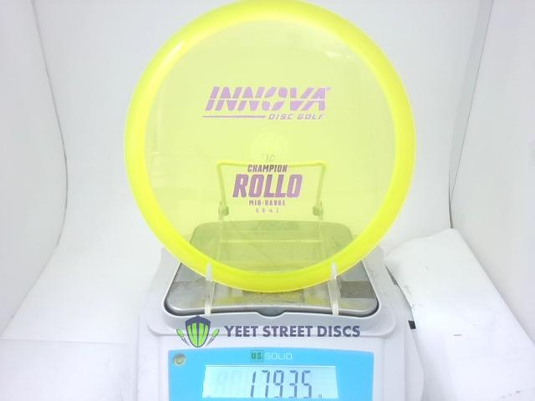 INNOVA
DISC GOLF
CHAMPION
ROLLO
MID-RANGE
YEET STREET DISCS
US SOLID
179.35